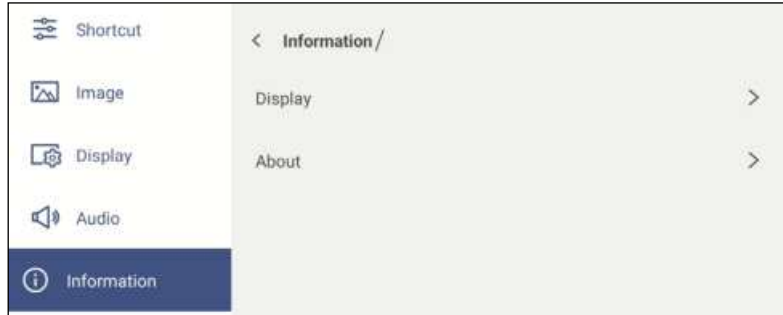 Shortcut
Image
Display
Audio
Information
Information/
Display
About